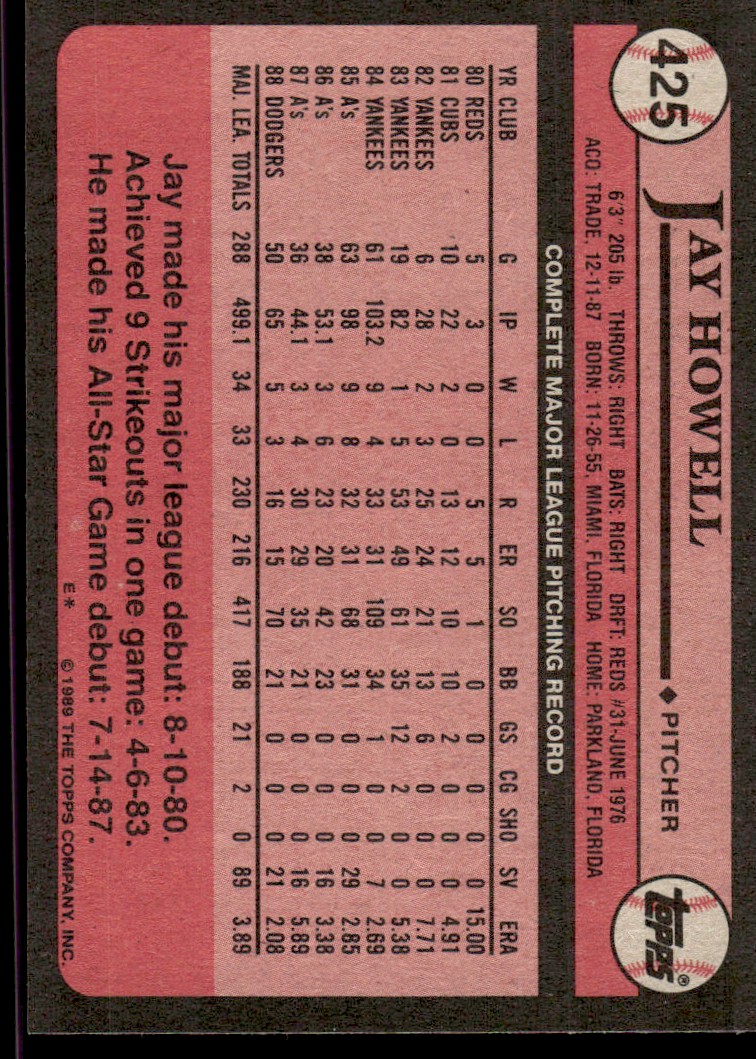 425
JAY HOWELL ♦ PITCHER
topps®
6'3" 205 lb. THROWS: RIGHT BATS: RIGHT DRFT: REDS #31-JUNE 1976
ACQ: TRADE, 12-11-87 BORN: 11-26-55, MIAMI, FLORIDA HOME: PARKLAND, FLORIDA
COMPLETE MAJOR LEAGUE PITCHING RECORD
YR CLUB G IP W L R ER SO BB GS CG SHO SV ERA
80 REDS 5 3 0 0 5 5 1 0 0 0 0 0 15.00
81 CUBS 10 22 2 0 13 12 10 10 2 0 0 0 4.91
82 YANKEES 6 28 2 3 25 24 21 13 6 0 0 0 7.71
83 YANKEES 19 82 1 5 53 49 61 35 12 2 0 0 5.38
84 YANKEES 61 103.2 9 4 33 31 109 34 1 0 0 7 2.69
85 A's 63 98 9 8 32 31 68 31 0 0 0 29 2.85
86 A's 38 53.1 3 6 23 20 42 23 0 0 0 16 3.38
87 A's 36 44.1 3 4 30 29 35 21 0 0 0 16 5.89
88 DODGERS 50 65 5 3 16 15 70 21 0 0 0 21 2.08
MAJ. LEA. TOTALS 288 499.1 34 33 230 216 417 188 21 2 0 89 3.89
Jay made his major league debut: 8-10-80.
Achieved 9 Strikeouts in one game: 4-6-83.
He made his All-Star Game debut: 7-14-87.
E* © 1989 THE TOPPS COMPANY, INC.